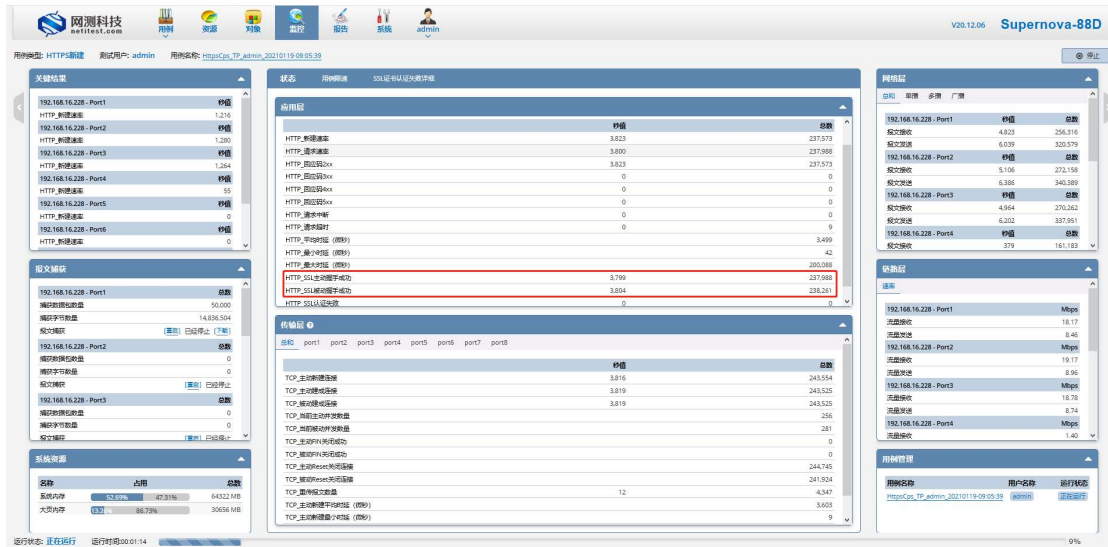 网测科技
netitest.com
用例
资源
对象
监控
报告
系统
admin
V20.12.06 Supernova-88D
用例类型: HTTPS新建 测试用户: admin 用例名称: HttpsCps_TP_admin_20210119-09:05:39
停止
关键结果
192.168.16.228 - Port1 秒值
HTTP_新建速率 1,216
192.168.16.228 - Port2 秒值
HTTP_新建速率 1,280
192.168.16.228 - Port3 秒值
HTTP_新建速率 1,264
192.168.16.228 - Port4 秒值
HTTP_新建速率 55
192.168.16.228 - Port5 秒值
HTTP_新建速率 0
192.168.16.228 - Port6 秒值
HTTP_新建速率 0
报文捕获
192.168.16.228 - Port1 总数
捕获数据包数量 50,000
捕获字节数量 14,836,504
报文捕获 [重启] 已经停止 [下载]
192.168.16.228 - Port2 总数
捕获数据包数量 0
捕获字节数量 0
报文捕获 [重启] 已经停止
192.168.16.228 - Port3 总数
捕获数据包数量 0
捕获字节数量 0
报文捕获 [重启] 已经停止
系统资源
名称 占用 总数
系统内存 52.69% 47.31% 64322 MB
大页内存 86.73% 30656 MB
状态 用例限速 SSL证书认证失败详细
应用层
秒值 总数
HTTP_新建速率 3,823 237,573
HTTP_请求速率 3,800 237,988
HTTP_回应码2xx 3,823 237,573
HTTP_回应码3xx 0 0
HTTP_回应码4xx 0 0
HTTP_回应码5xx 0 0
HTTP_请求中断 0 0
HTTP_请求超时 0 9
HTTP_平均时延 (微秒) 3,499
HTTP_最小时延 (微秒) 42
HTTP_最大时延 (微秒) 200,088
HTTP_SSL主动握手成功 3,799 237,988
HTTP_SSL被动握手成功 3,804 238,261
HTTP_SSL认证失败 0 0
传输层
总和 port1 port2 port3 port4 port5 port6 port7 port8
秒值 总数
TCP_主动新建连接 3,816 243,554
TCP_主动建成连接 3,819 243,525
TCP_被动建成连接 3,819 243,525
TCP_当前主动并发数量 256
TCP_当前被动并发数量 281
TCP_主动FIN关闭成功 0
TCP_被动FIN关闭成功 0
TCP_主动Reset关闭连接 244,745
TCP_被动Reset关闭连接 241,924
TCP_重传报文数量 12 4,347
TCP_主动新建平均时延 (微秒) 3,603
TCP_主动新建最小时延 (微秒) 9
网络层
总和 单播 多播 广播
192.168.16.228 - Port1 秒值 总数
报文接收 4,823 256,316
报文发送 6,039 320,579
192.168.16.228 - Port2 秒值 总数
报文接收 5,106 272,158
报文发送 6,386 340,389
192.168.16.228 - Port3 秒值 总数
报文接收 4,964 270,262
报文发送 6,202 337,951
192.168.16.228 - Port4 秒值 总数
报文接收 379 161,183
链路层
速率
192.168.16.228 - Port1 Mbps
流量接收 18.17
流量发送 8.46
192.168.16.228 - Port2 Mbps
流量接收 19.17
流量发送 8.96
192.168.16.228 - Port3 Mbps
流量接收 18.78
流量发送 8.74
192.168.16.228 - Port4 Mbps
流量接收 1.40
用例管理
用例名称 用户名称 运行状态
HttpsCps_TP_admin_20210119-09:05:39 admin 正在运行
运行状态: 正在运行 运行时间:00:01:14 9%